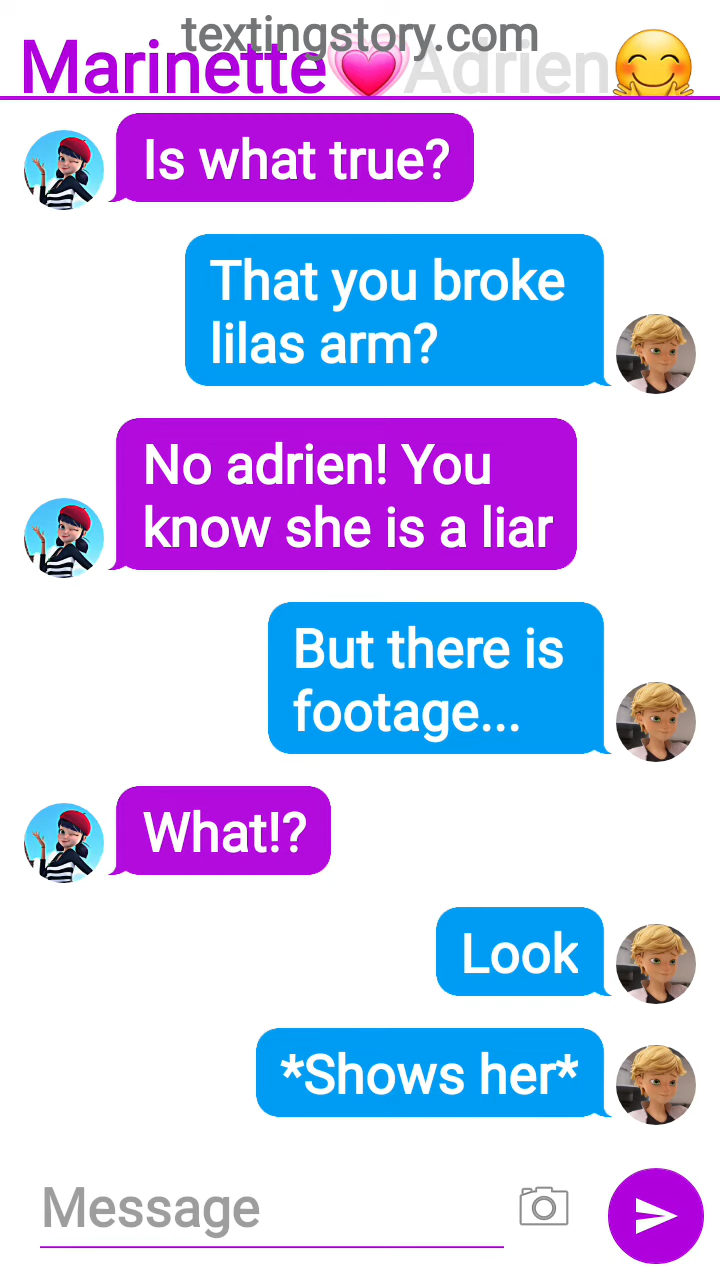 textingstory.com
Marinette💗Adrien🤗
Is what true?
That you broke
lilas arm?
No adrien! You
know she is a liar
But there is
footage...
What!?
Look
*Shows her*
Message